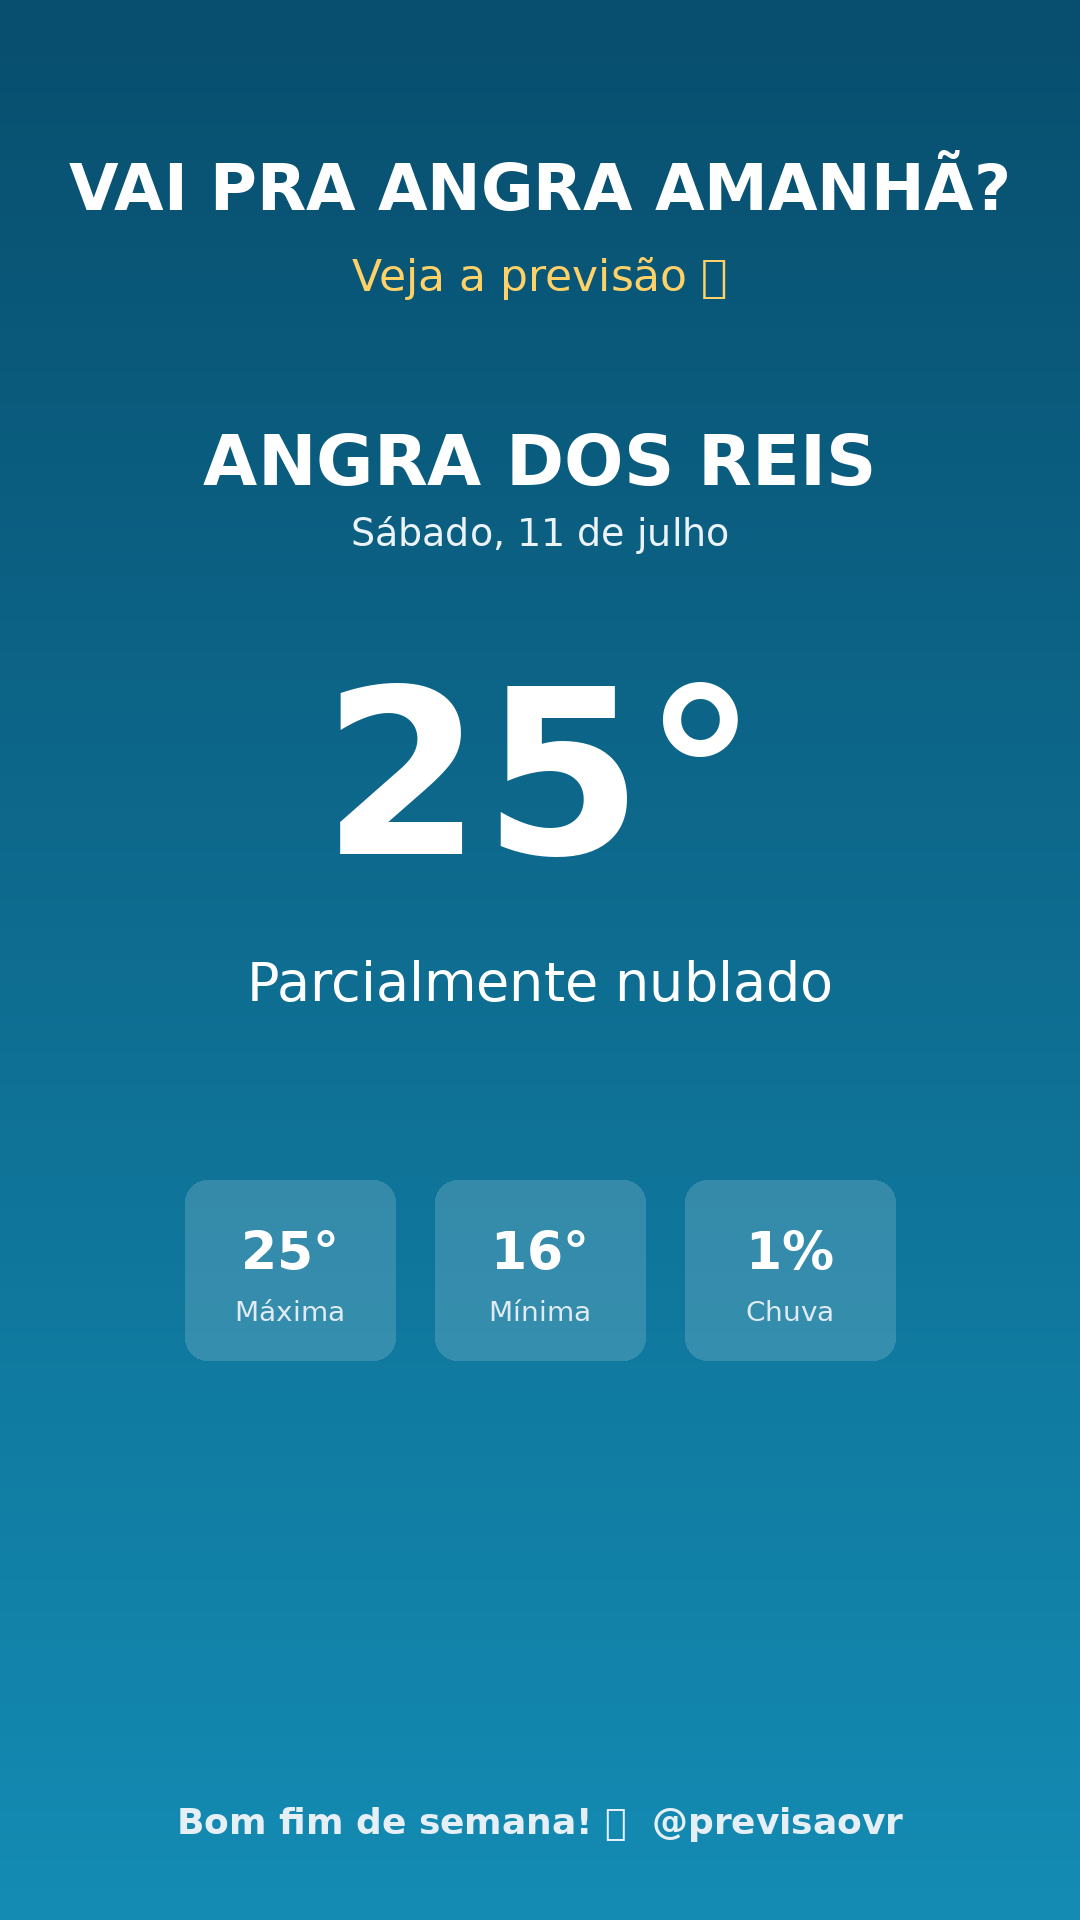 VAI PRA ANGRA AMANHÃ?
Veja a previsão
ANGRA DOS REIS
Sábado, 11 de julho
25°
Parcialmente nublado
25° 16° 1%
Máxima Mínima Chuva
Bom fim de semana! @previsaovr